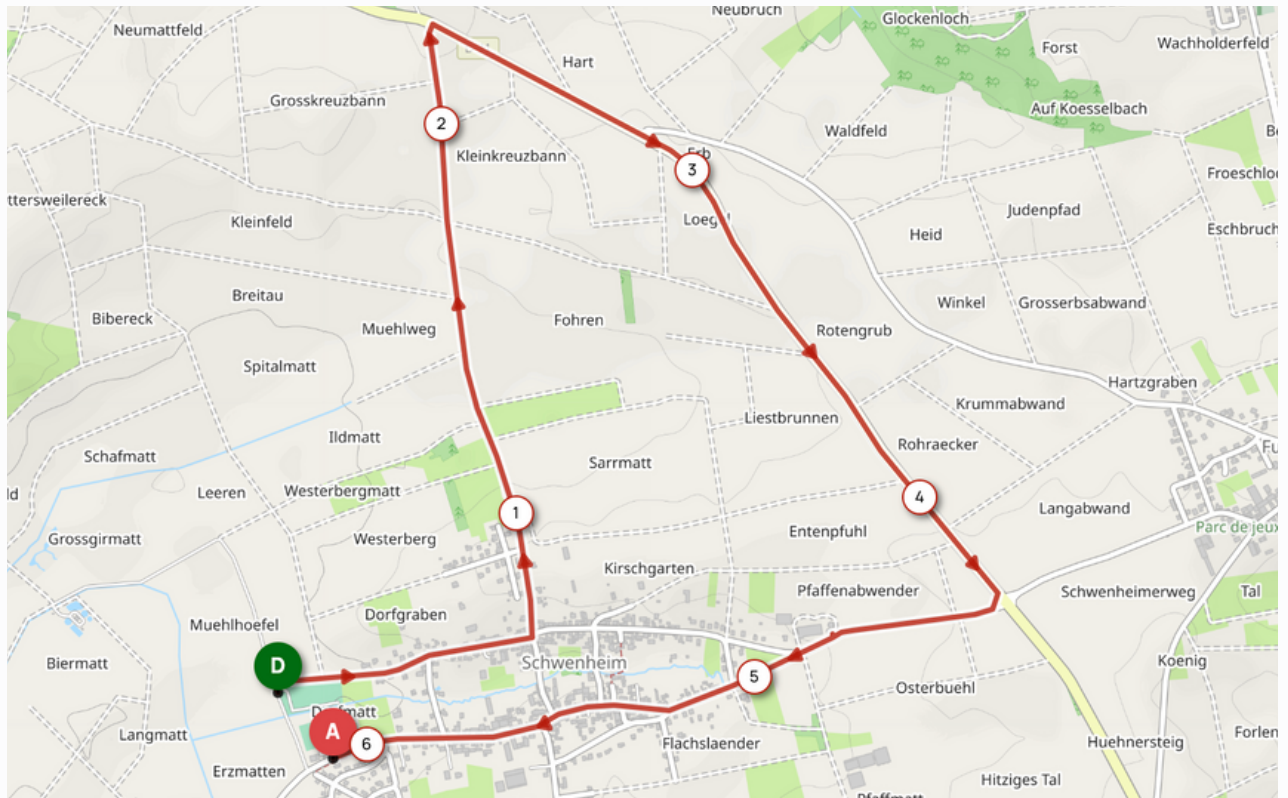 Neubruch
Glockenloch
Neumattfeld
Wachholderfeld
Forst
Hart
Grosskreuzbann
Auf Koesselbach
2
Waldfeld
Kleinkreuzbann
Erb
3
ttersweilereck
Judenpfad
Kleinfeld
Heid
Breitau
Winkel
Grosserbsabwand
Bibereck
Fohren
Muehlweg
Rotengrub
Spitalmatt
Hartzgraben
Krummabwand
Liestbrunnen
Ildmatt
Rohraecker
Schafmatt
Sarrmatt
Leeren
Westerbergmatt
4
Langabwand
1
Parc de jeux
Entenpfuhl
Grossgirmatt
Westerberg
Kirschgarten
Pfaffenabwender
Schwenheimerweg
Tal
Dorfgraben
Muehlhoefel
Biermatt
D
Schwenheim
Koenig
5
Osterbuehl
Langmatt
A
6
Flachslaender
Huehnersteig
Erzmatten
Hitziges Tal